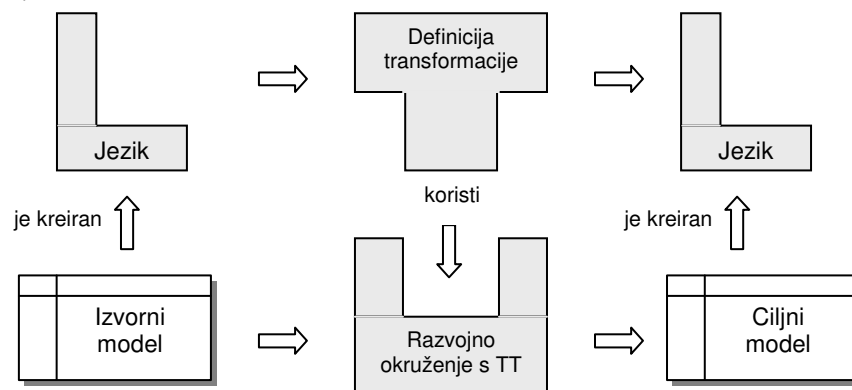 Definicija
transformacije
Jezik
Jezik
koristi
je kreiran
je kreiran
Izvorni
model
Razvojno
okruženje s TT
Ciljni
model